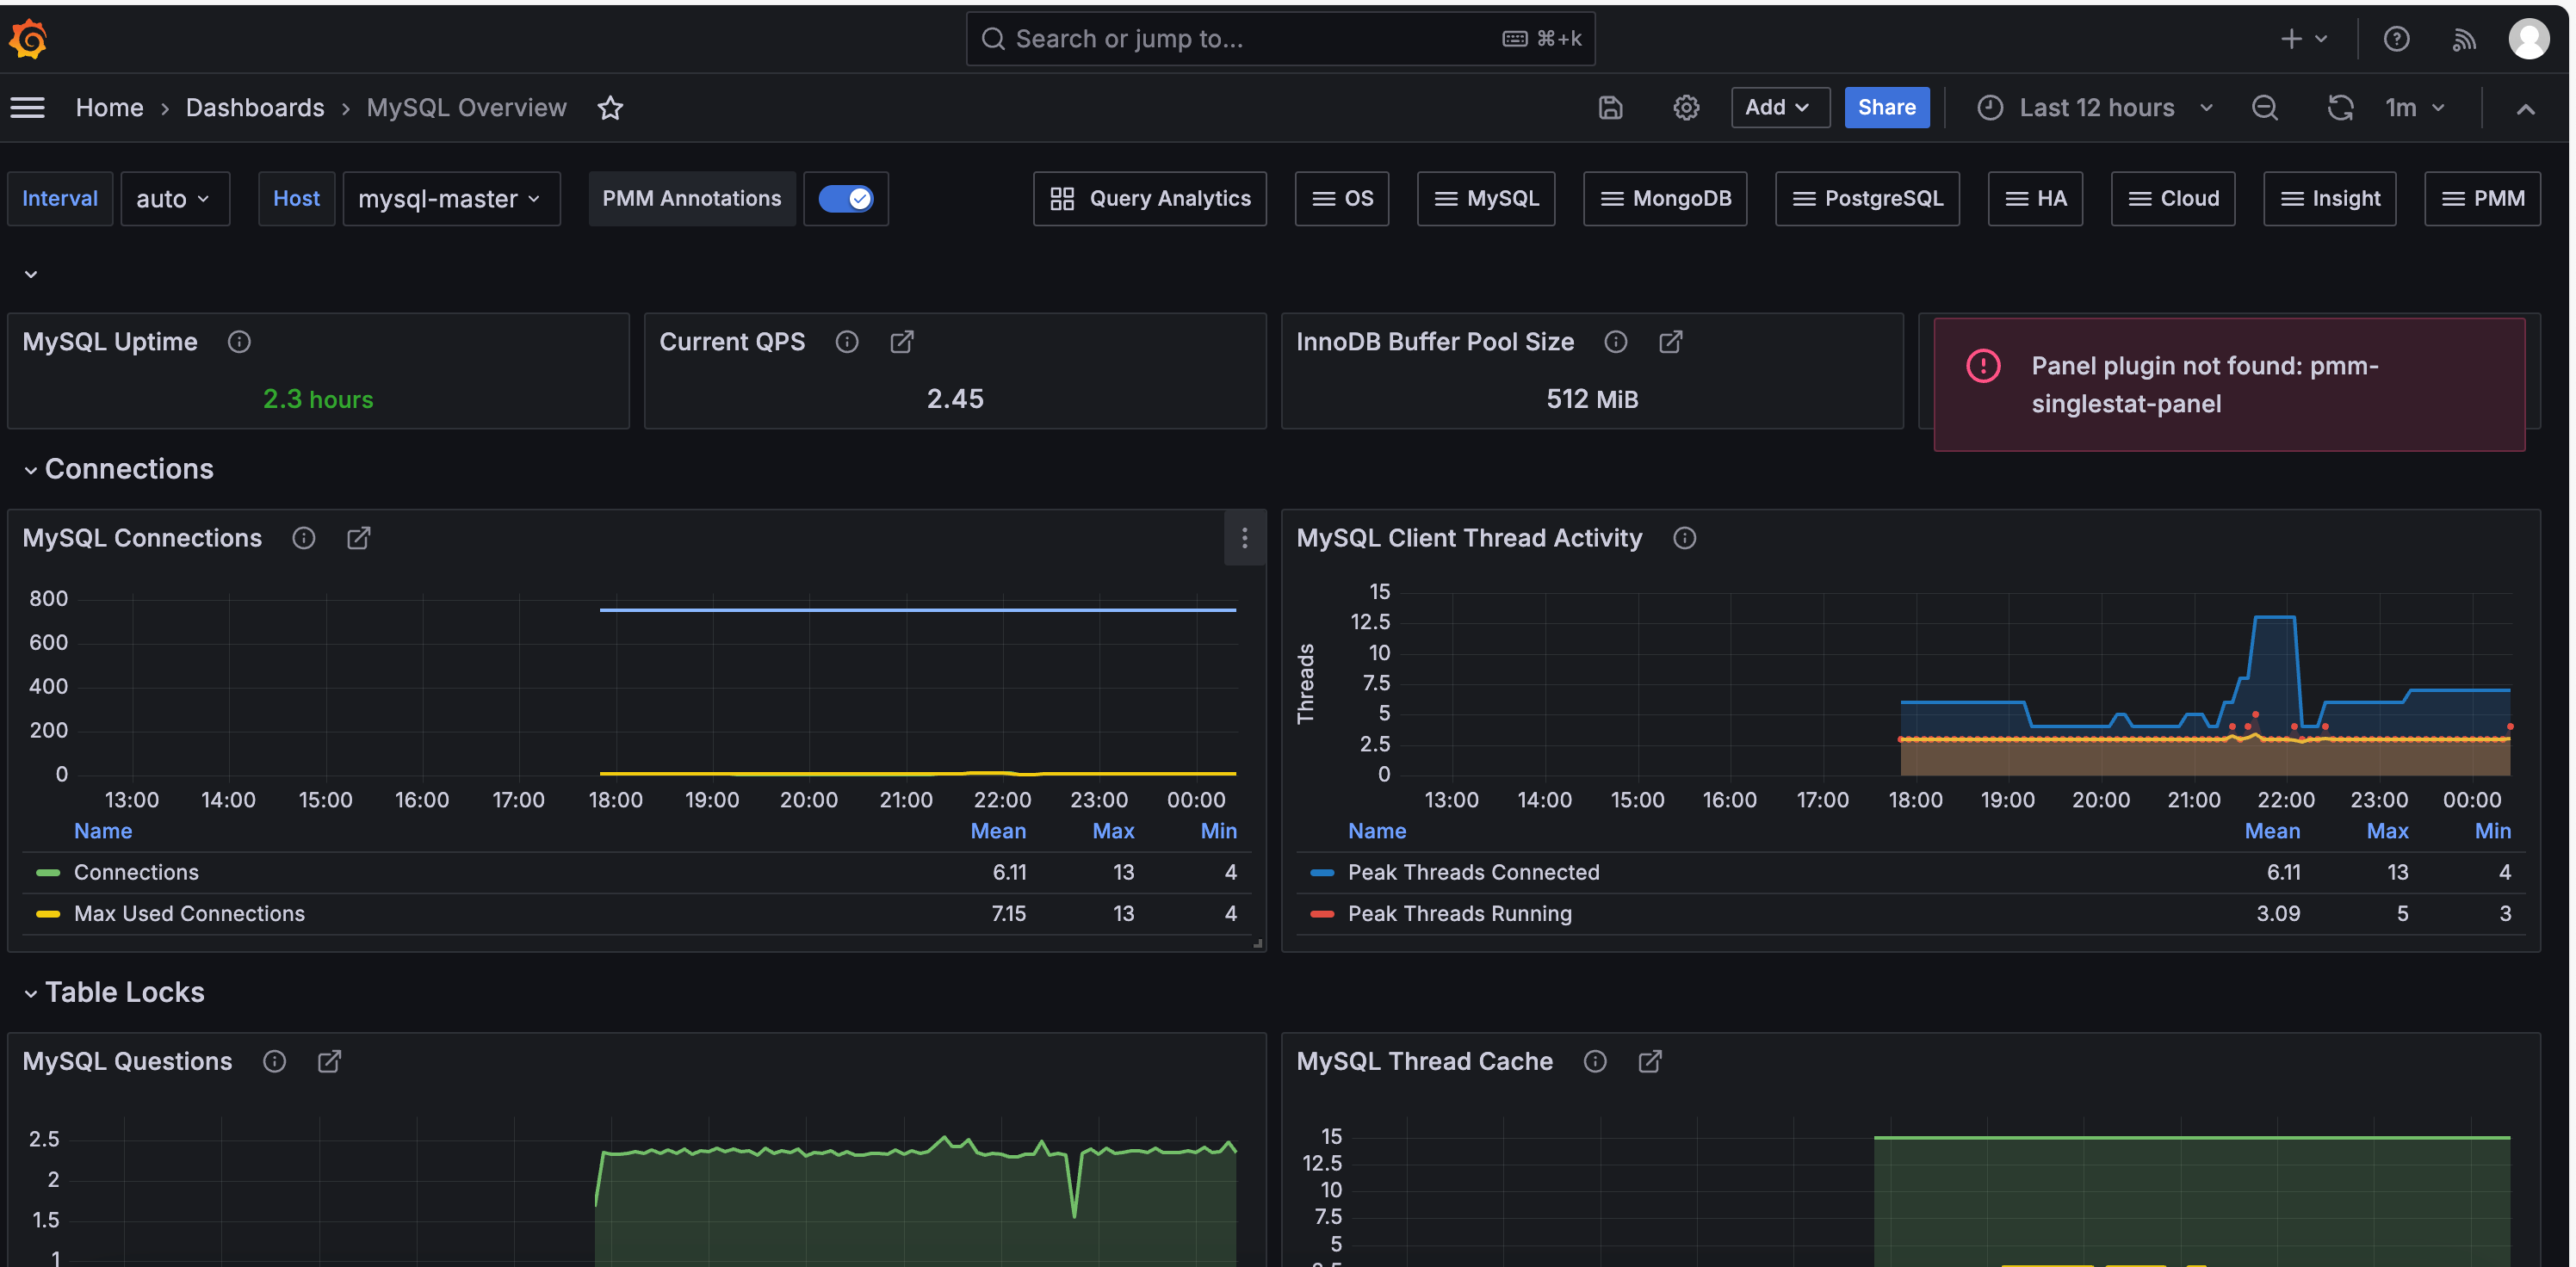 Search or jump to...
⌘+k
Home › Dashboards › MySQL Overview
Add
Share
Last 12 hours
1m
Interval
auto
Host
mysql-master
PMM Annotations
Query Analytics
OS
MySQL
MongoDB
PostgreSQL
HA
Cloud
Insight
PMM
MySQL Uptime
2.3 hours
Current QPS
2.45
InnoDB Buffer Pool Size
512 MiB
Panel plugin not found: pmm-
singlestat-panel
Connections
MySQL Connections
800
600
400
200
0
13:00 14:00 15:00 16:00 17:00 18:00 19:00 20:00 21:00 22:00 23:00 00:00
Name Mean Max Min
Connections 6.11 13 4
Max Used Connections 7.15 13 4
MySQL Client Thread Activity
Threads
15
12.5
10
7.5
5
2.5
0
13:00 14:00 15:00 16:00 17:00 18:00 19:00 20:00 21:00 22:00 23:00 00:00
Name Mean Max Min
Peak Threads Connected 6.11 13 4
Peak Threads Running 3.09 5 3
Table Locks
MySQL Questions
2.5
2
1.5
1
MySQL Thread Cache
15
12.5
10
7.5
5